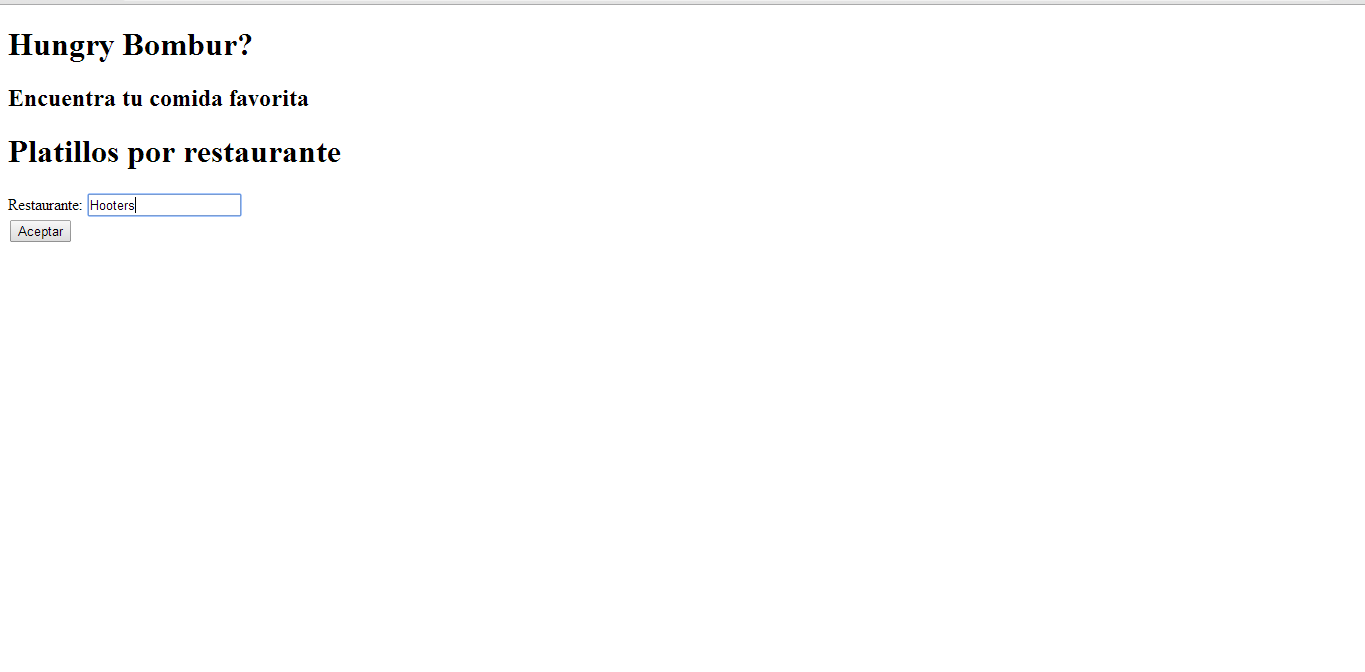 Hungry Bombur?
Encuentra tu comida favorita
Platillos por restaurante
Restaurante: Hooters
Aceptar